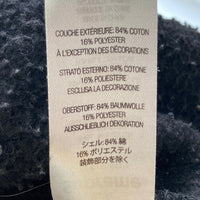 COUCHE EXTÉRIEURE: 84% COTON
16% POLYESTER
À L'EXCEPTION DES DÉCORATIONS
STRATO ESTERNO: 84% COTONE
16% POLIESTERE
ESCLUSA LA DECORAZIONE
OBERSTOFF: 84% BAUMWOLLE
16% POLYESTER
AUSSCHLIEBLICH DEKORATION
シェル: 84% 綿
16% ポリエステル
装飾部分を除く